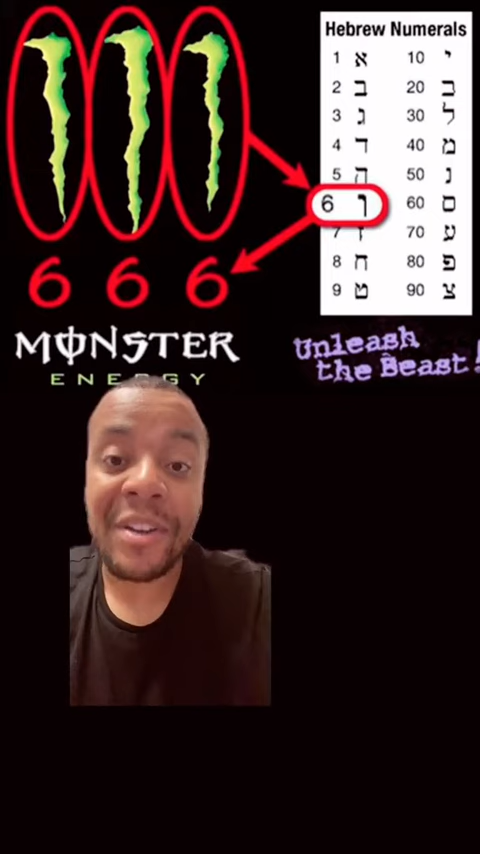 Hebrew Numerals
1 א 10 י
2 ב 20 כ
3 ג 30 ל
4 ד 40 מ
5 ה 50 נ
6 ו 60 ס
7 ז 70 ע
8 ח 80 פ
9 ט 90 צ
6 6 6
MONSTER
ENERGY
Unleash
the Beast!